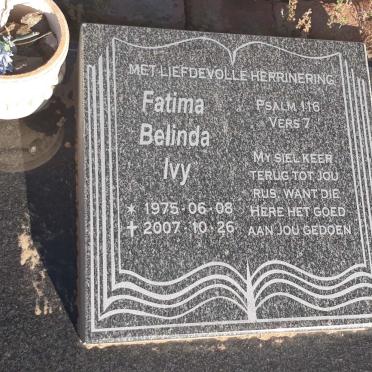 MET LIEFDEVOLLE HERRINERING
Fatima
Belinda
Ivy
* 1975·06·08
✝ 2007·10·26
PSALM 116
VERS 7
MY SIEL KEER
TERUG TOT JOU
RUS, WANT DIE
HERE HET GOED
AAN JOU GEDOEN